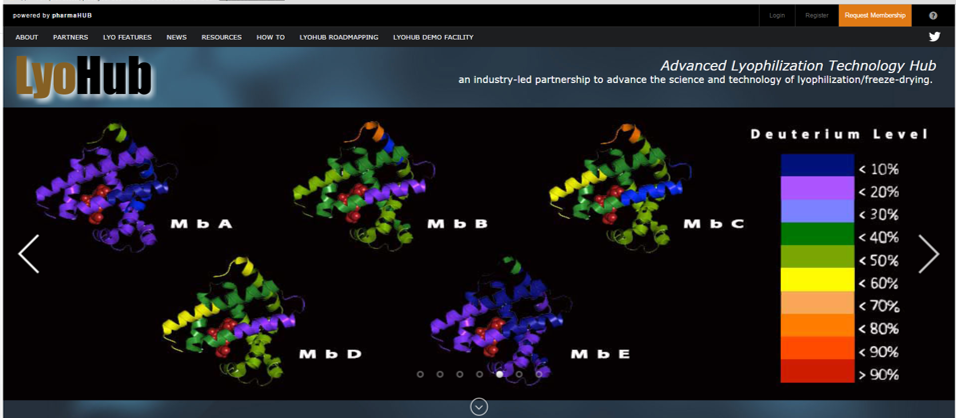 powered by pharmaHUB
Login Register Request Membership ?
ABOUT PARTNERS LYO FEATURES NEWS RESOURCES HOW TO LYOHUB ROADMAPPING LYOHUB DEMO FACILITY
LyoHub
Advanced Lyophilization Technology Hub
an industry-led partnership to advance the science and technology of lyophilization/freeze-drying.
Deuterium Level
MbA
MbB
MbC
MbD
MbE
< 10%
< 20%
< 30%
< 40%
< 50%
< 60%
< 70%
< 80%
< 90%
> 90%